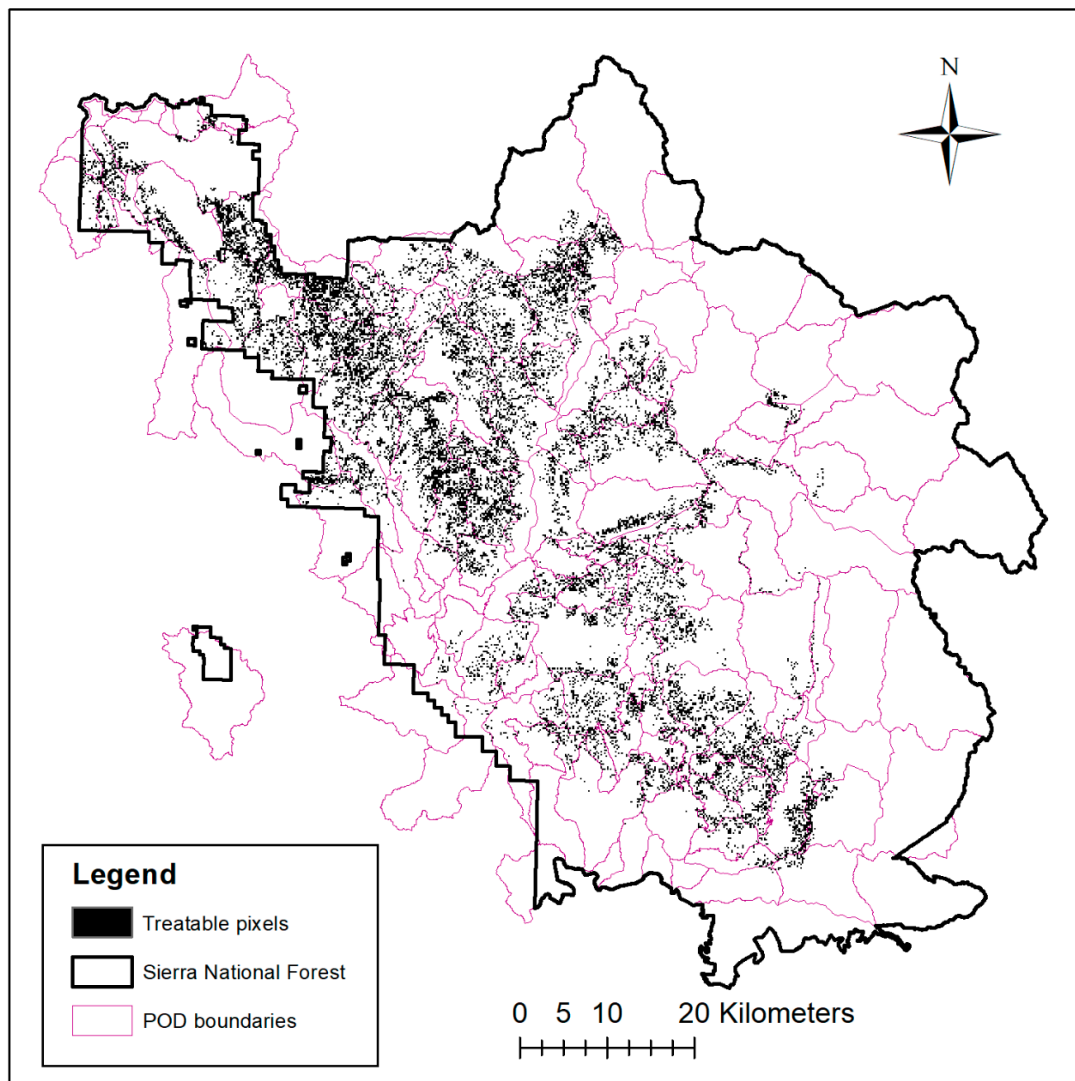 N
Legend
Treatable pixels
Sierra National Forest
POD boundaries
0 5 10 20 Kilometers